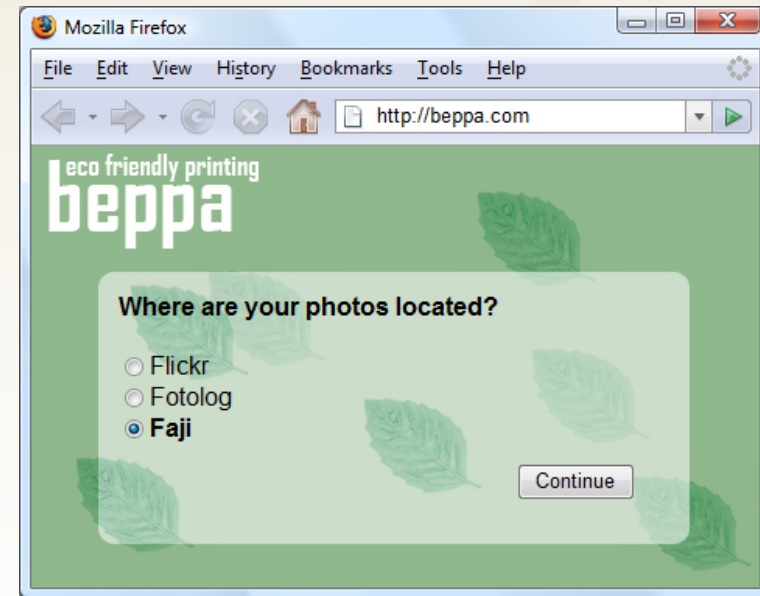 Mozilla Firefox
File Edit View History Bookmarks Tools Help
http://beppa.com
eco friendly printing
beppa
Where are your photos located?
Flickr
Fotolog
Faji
Continue